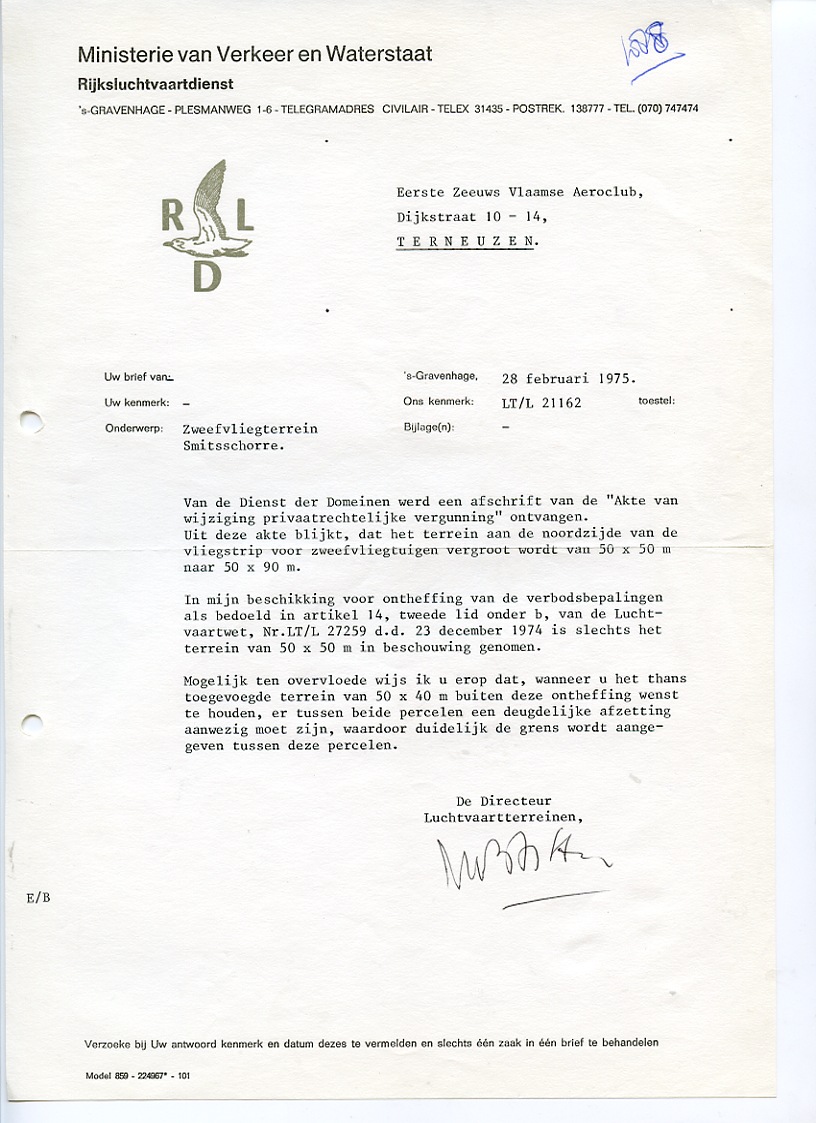 Ministerie van Verkeer en Waterstaat
Rijksluchtvaartdienst
's-GRAVENHAGE - PLESMANWEG 1-6 - TELEGRAMADRES CIVILAIR - TELEX 31435 - POSTREK. 138777 - TEL. (070) 747474
R L
D
Eerste Zeeuws Vlaamse Aeroclub,
Dijkstraat 10 - 14,
T E R N E U Z E N.
Uw brief van:-
's-Gravenhage, 28 februari 1975.
Uw kenmerk: -
Ons kenmerk: LT/L 21162 toestel:
Onderwerp: Zweefvliegterrein
Smitsschorre.
Bijlage(n): -
Van de Dienst der Domeinen werd een afschrift van de "Akte van
wijziging privaatrechtelijke vergunning" ontvangen.
Uit deze akte blijkt, dat het terrein aan de noordzijde van de
vliegstrip voor zweefvliegtuigen vergroot wordt van 50 x 50 m
naar 50 x 90 m.
In mijn beschikking voor ontheffing van de verbodsbepalingen
als bedoeld in artikel 14, tweede lid onder b, van de Lucht-
vaartwet, Nr.LT/L 27259 d.d. 23 december 1974 is slechts het
terrein van 50 x 50 m in beschouwing genomen.
Mogelijk ten overvloede wijs ik u erop dat, wanneer u het thans
toegevoegde terrein van 50 x 40 m buiten deze ontheffing wenst
te houden, er tussen beide percelen een deugdelijke afzetting
aanwezig moet zijn, waardoor duidelijk de grens wordt aange-
geven tussen deze percelen.
De Directeur
Luchtvaartterreinen,
E/B
Verzoeke bij Uw antwoord kenmerk en datum dezes te vermelden en slechts één zaak in één brief te behandelen
Model 859 - 224967* - 101